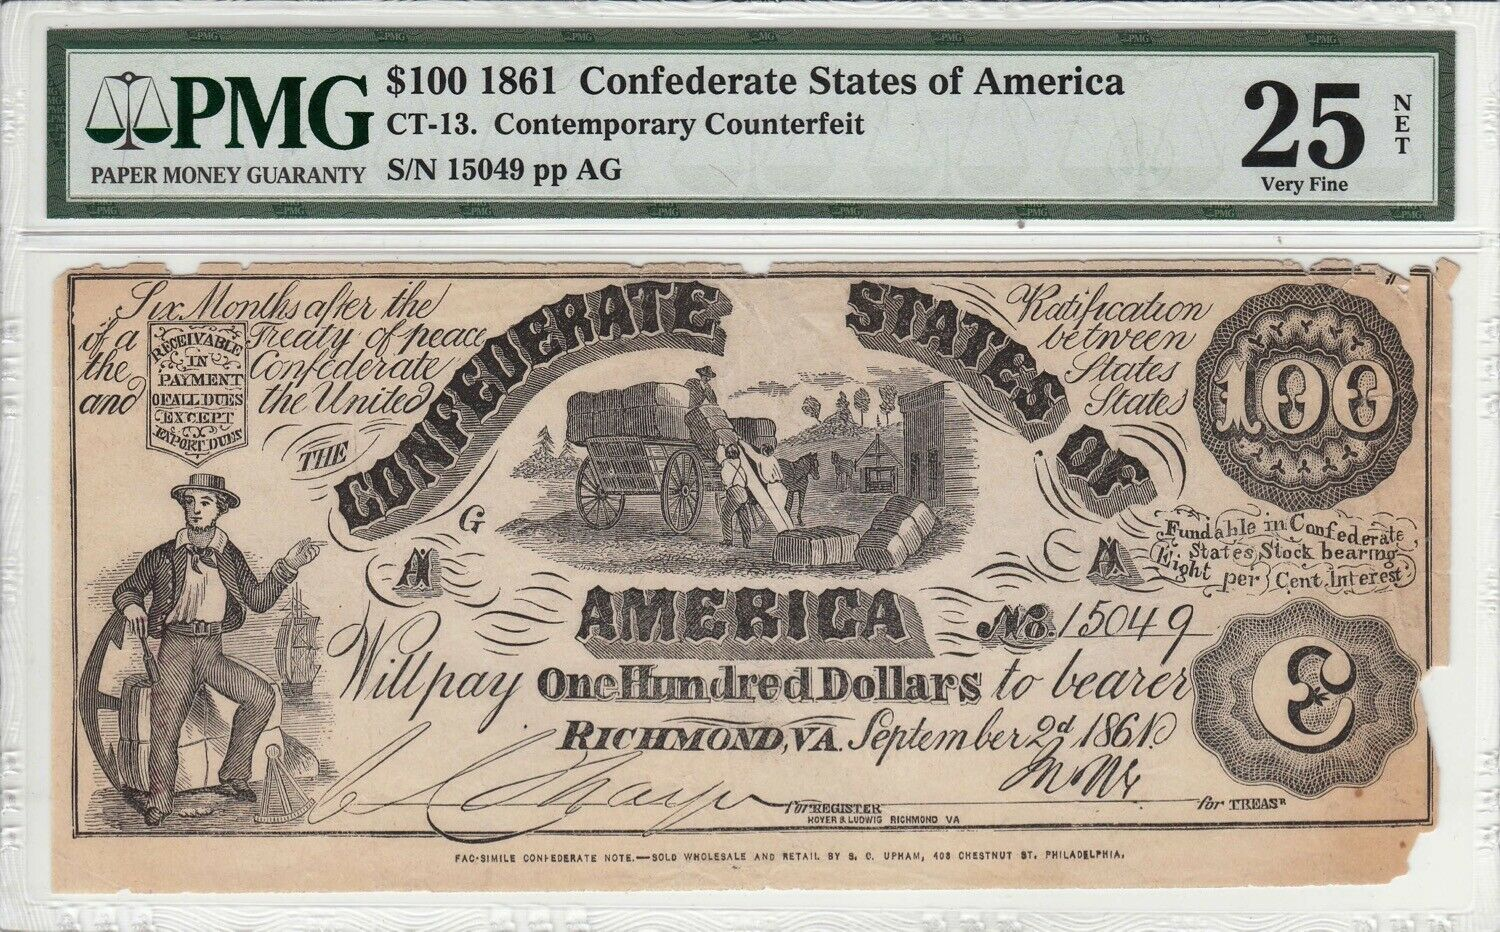 PMG
PAPER MONEY GUARANTY
$100 1861 Confederate States of America
CT-13. Contemporary Counterfeit
S/N 15049 pp AG
25
Very Fine
NET
Six Months after the Ratification
of a Treaty of peace between
the Confederate States
and the United States
RECEIVABLE
IN
PAYMENT
OF ALL DUES
EXCEPT
EXPORT DUES
THE
CONFEDERATE STATES OF
100
G
A
A
Fundable in Confederate
States Stock bearing
Eight per Cent. Interest
AMERICA
No. 15049
Will pay One Hundred Dollars to bearer
C
RICHMOND, VA. September 2d 1861
for REGISTER
for TREASR
HOYER & LUDWIG RICHMOND VA
FAC-SIMILE CONFEDERATE NOTE.—SOLD WHOLESALE AND RETAIL BY S. C. UPHAM, 403 CHESTNUT ST. PHILADELPHIA.